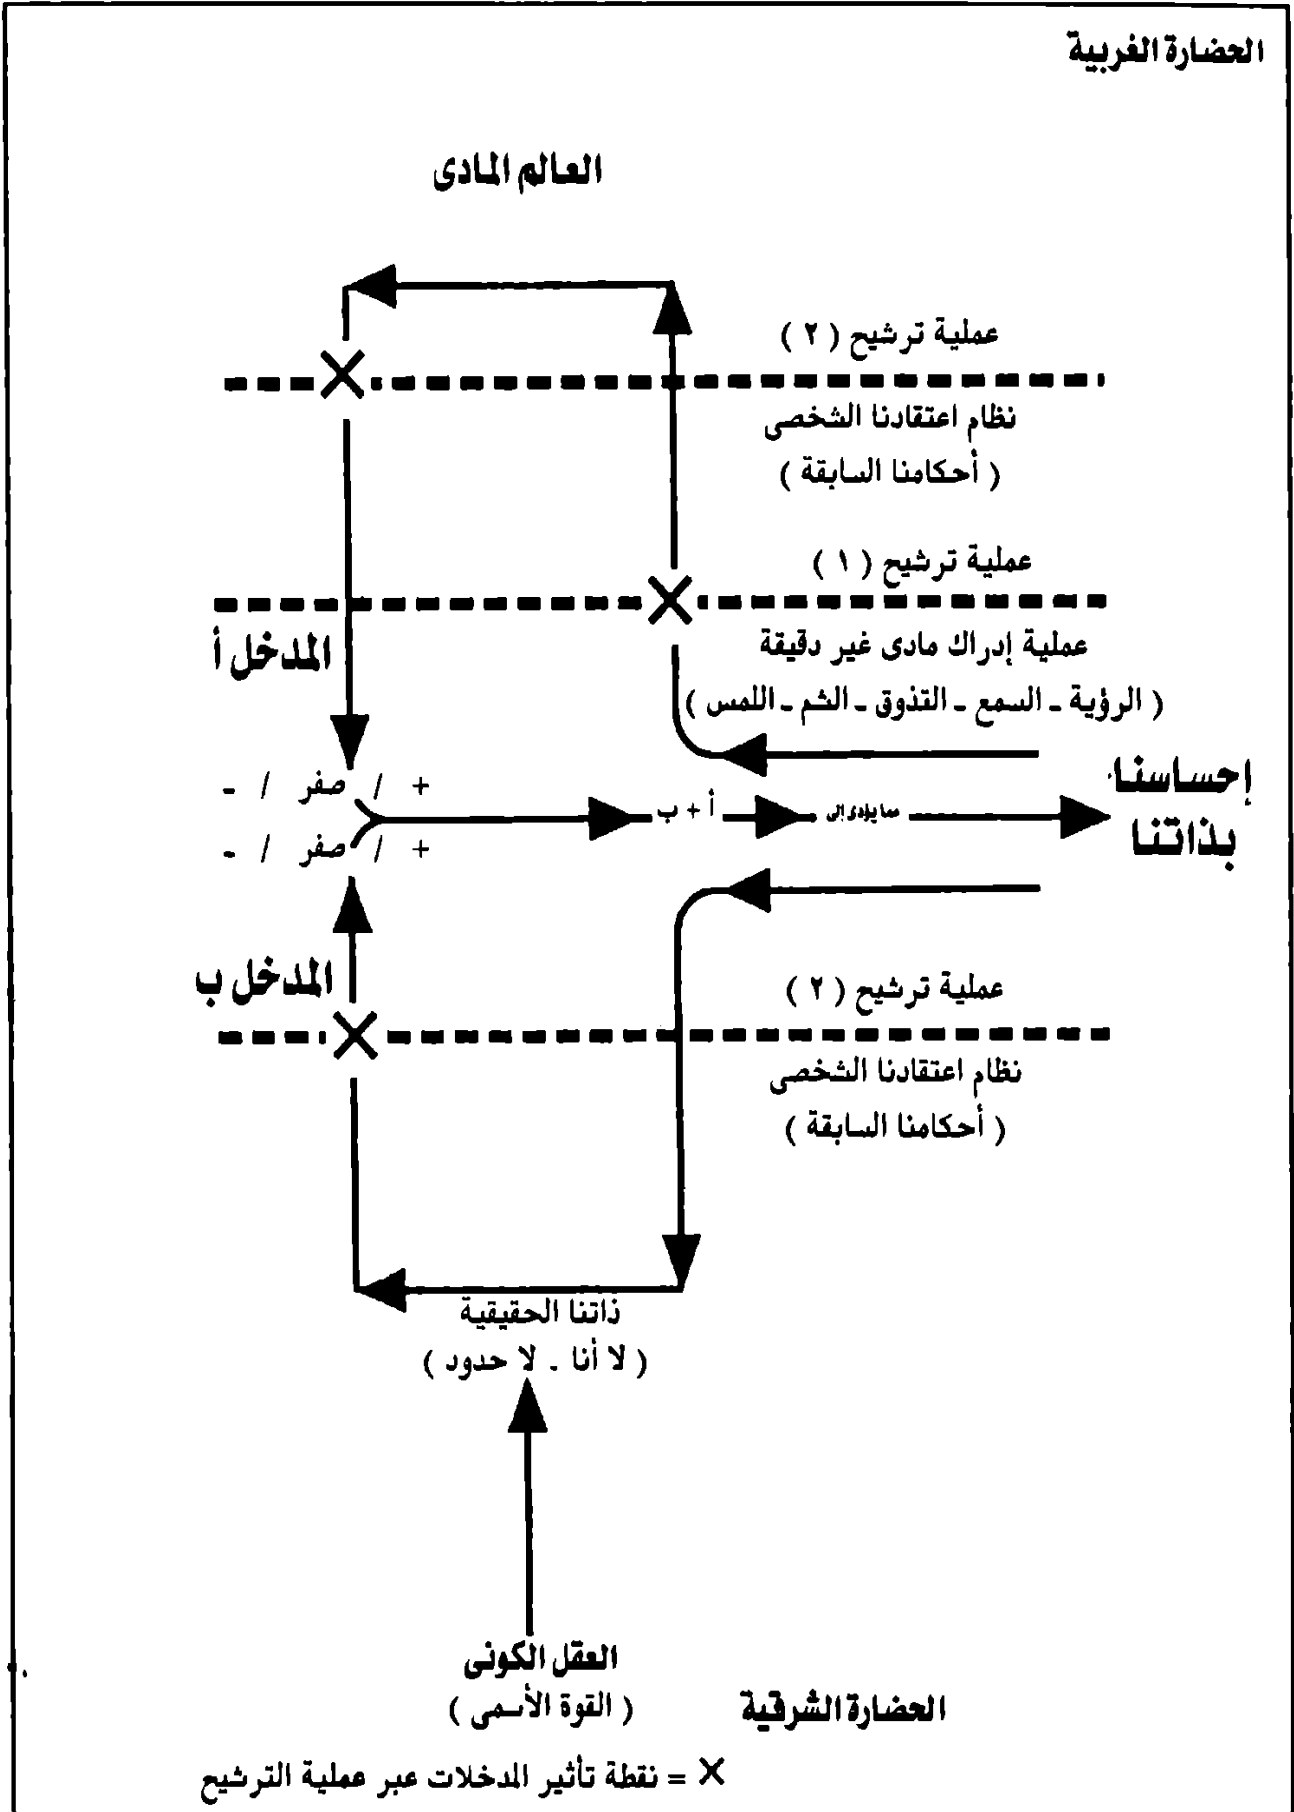 الحضارة الغربية
العالم المادى
عملية ترشيح ( ٢ )
نظام اعتقادنا الشخصى
( أحكامنا السابقة )
عملية ترشيح ( ١ )
عملية إدراك مادى غير دقيقة
( الرؤية ـ السمع ـ التذوق ـ الشم ـ اللمس )
المدخل أ
+ / صفر / -
+ / صفر / -
أ + ب
مما يؤدى إلى
إحساسنا
بذاتنا
المدخل ب
عملية ترشيح ( ٢ )
نظام اعتقادنا الشخصى
( أحكامنا السابقة )
ذاتنا الحقيقية
( لا أنا ـ لا حدود )
العقل الكونى
( القوة الأسمى )
الحضارة الشرقية
× = نقطة تأثير المدخلات عبر عملية الترشيح